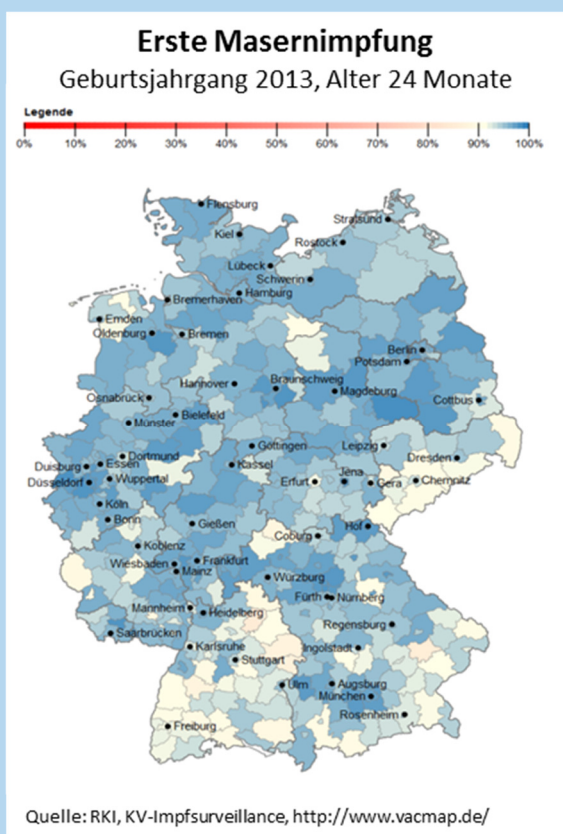 Erste Masernimpfung
Geburtsjahrgang 2013, Alter 24 Monate
Legende
0% 10% 20% 30% 40% 50% 60% 70% 80% 90% 100%
Flensburg
Stralsund
Kiel
Rostock
Lübeck
Schwerin
Hamburg
Bremerhaven
Emden
Oldenburg
Bremen
Berlin
Potsdam
Hannover
Braunschweig
Magdeburg
Osnabrück
Cottbus
Bielefeld
Münster
Göttingen
Leipzig
Dortmund
Dresden
Duisburg
Essen
Kassel
Jena
Düsseldorf
Wuppertal
Erfurt
Gera
Chemnitz
Köln
Bonn
Gießen
Hof
Coburg
Koblenz
Wiesbaden
Frankfurt
Mainz
Würzburg
Fürth
Nürnberg
Mannheim
Heidelberg
Regensburg
Saarbrücken
Karlsruhe
Ingolstadt
Stuttgart
Ulm
Augsburg
München
Rosenheim
Freiburg
Quelle: RKI, KV-Impfsurveillance, http://www.vacmap.de/